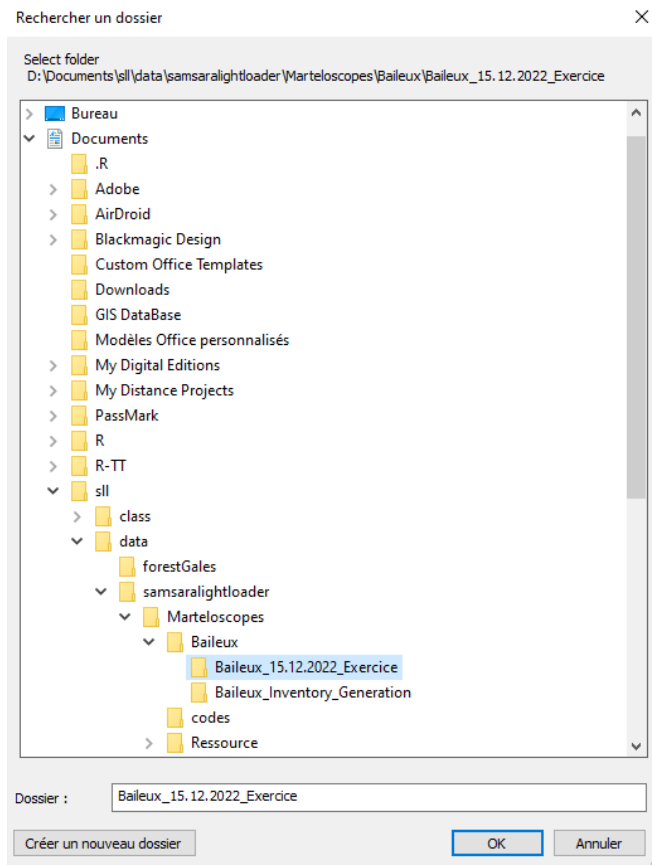 Rechercher un dossier
Select folder
D:\Documents\sll\data\samsaralightloader\Marteloscopes\Baileux\Baileux_15.12.2022_Exercice
Bureau
Documents
.R
Adobe
AirDroid
Blackmagic Design
Custom Office Templates
Downloads
GIS DataBase
Modèles Office personnalisés
My Digital Editions
My Distance Projects
PassMark
R
R-TT
sll
class
data
forestGales
samsaralightloader
Marteloscopes
Baileux
Baileux_15.12.2022_Exercice
Baileux_Inventory_Generation
codes
Ressource
Dossier : Baileux_15.12.2022_Exercice
Créer un nouveau dossier OK Annuler